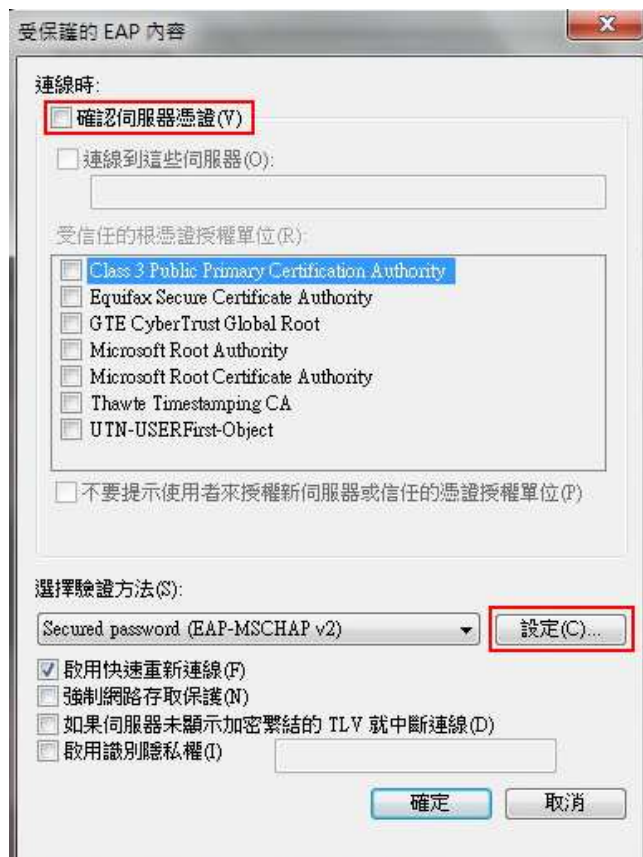 受保護的 EAP 內容
連線時:
確認伺服器憑證(V)
連線到這些伺服器(O):
受信任的根憑證授權單位(R):
Class 3 Public Primary Certification Authority
Equifax Secure Certificate Authority
GTE CyberTrust Global Root
Microsoft Root Authority
Microsoft Root Certificate Authority
Thawte Timestamping CA
UTN-USERFirst-Object
不要提示使用者來授權新伺服器或信任的憑證授權單位(P)
選擇驗證方法(S):
Secured password (EAP-MSCHAP v2) 設定(C)...
啟用快速重新連線(F)
強制網路存取保護(N)
如果伺服器未顯示加密繫結的 TLV 就中斷連線(D)
啟用識別隱私權(I)
確定 取消